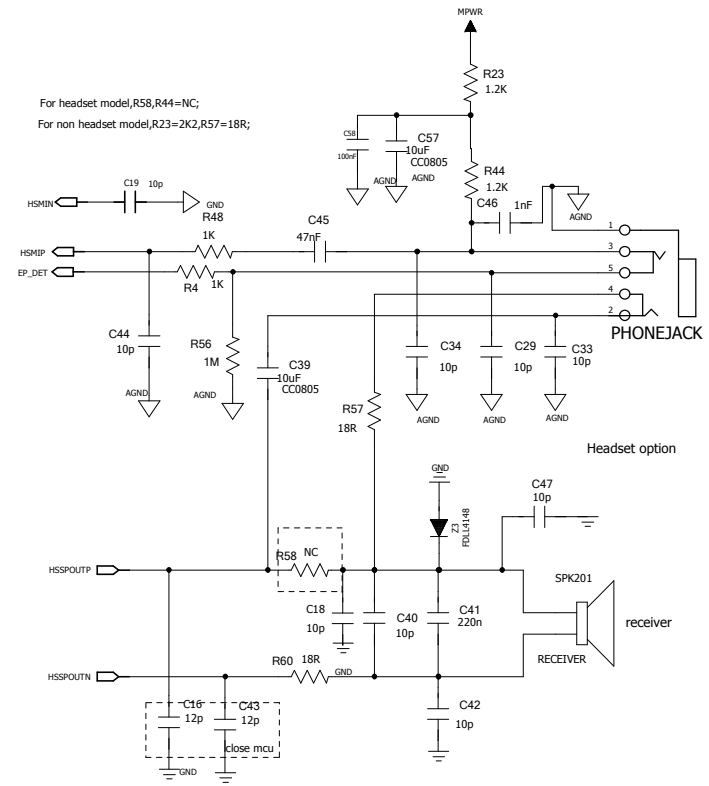 MPWR
R23
1.2K
For headset model,R58,R44=NC;
For non headset model,R23=2K2,R57=18R;
C58
100nF
C57
10uF
CC0805
AGND
AGND
R44
1.2K
HSMIN
C19
10p
GND
C46
1nF
AGND
R48
1K
C45
47nF
HSMIP
EP_DET
R4
1K
1
3
5
4
2
PHONEJACK
C44
10p
AGND
R56
1M
AGND
C39
10uF
CC0805
R57
18R
C34
10p
AGND
C29
10p
AGND
C33
10p
AGND
Headset option
GND
Z3
FDLL4148
C47
10p
HSSPOUTP
R58
NC
SPK201
receiver
RECEIVER
C18
10p
C40
10p
C41
220n
HSSPOUTN
R60
18R
GND
C42
10p
C16
12p
C43
12p
close mcu
GND